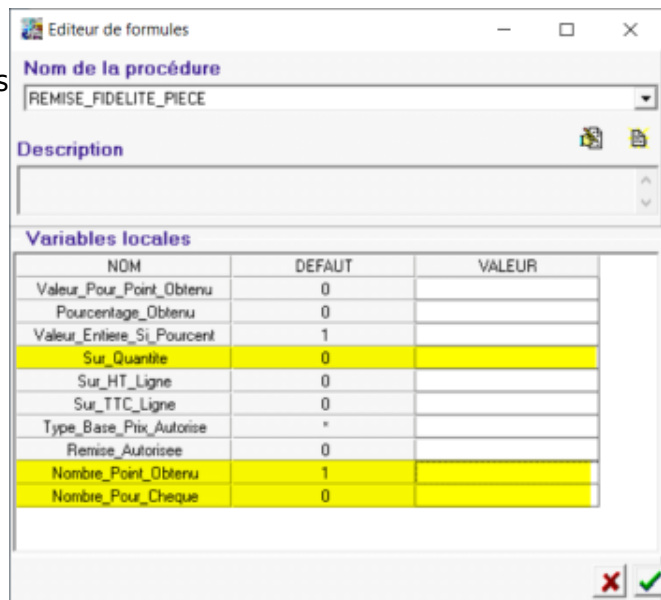 Editeur de formules
Nom de la procédure
s
REMISE_FIDELITE_PIECE
Description
Variables locales
NOM DEFAUT VALEUR
Valeur_Pour_Point_Obtenu 0
Pourcentage_Obtenu 0
Valeur_Entiere_Si_Pourcent 1
Sur_Quantite 0
Sur_HT_Ligne 0
Sur_TTC_Ligne 0
Type_Base_Prix_Autorise *
Remise_Autorisee 0
Nombre_Point_Obtenu 1
Nombre_Pour_Cheque 0